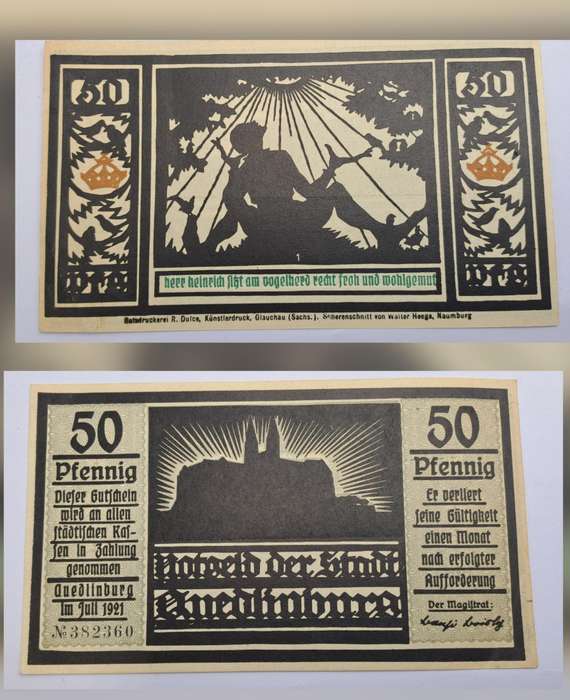 50
50
1
Pfg
Pfg
herr heinrich sitzt am vogelherd recht froh und wohlgemut
Ratsdruckerei R. Dulce, Künstlerdruck, Glauchau (Sachs.). Scherenschnitt von Walter Heege, Naumburg
50
Pfennig
Dieser Gutschein
wird an allen
städtischen Kas-
sen in Zahlung
genommen
Quedlinburg
Im Juli 1921
№ 382360
Notgeld der Stadt
Quedlinburg
50
Pfennig
Er verliert
seine Gültigkeit
einen Monat
nach erfolgter
Aufforderung
Der Magistrat: